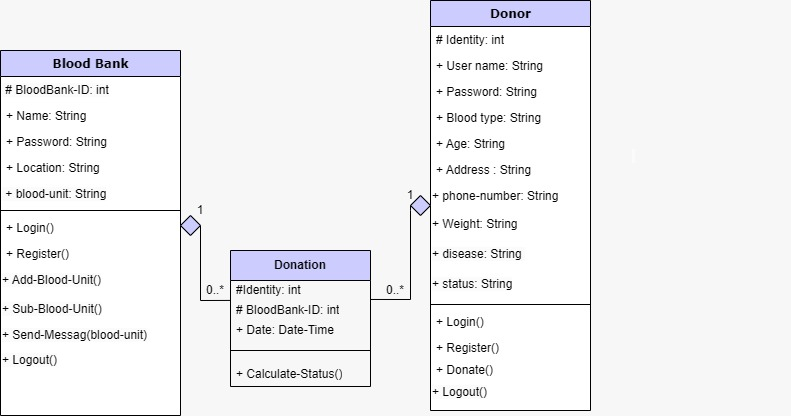 Blood Bank
# BloodBank-ID: int
+ Name: String
+ Password: String
+ Location: String
+ blood-unit: String
+ Login()
+ Register()
+ Add-Blood-Unit()
+ Sub-Blood-Unit()
+ Send-Messag(blood-unit)
+ Logout()
1
0..*
Donation
#Identity: int
# BloodBank-ID: int
+ Date: Date-Time
+ Calculate-Status()
1
0..*
Donor
# Identity: int
+ User name: String
+ Password: String
+ Blood type: String
+ Age: String
+ Address : String
+ phone-number: String
+ Weight: String
+ disease: String
+ status: String
+ Login()
+ Register()
+ Donate()
+ Logout()